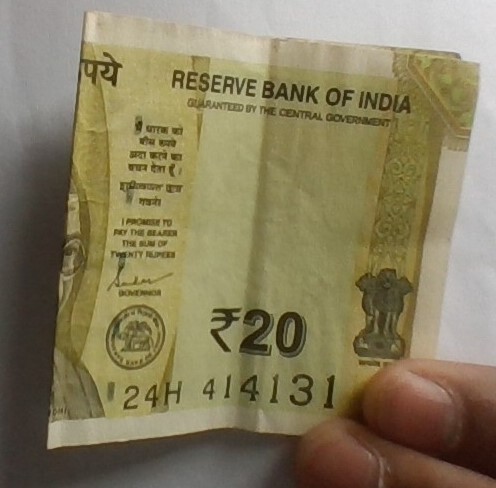 पये
RESERVE BANK OF INDIA
GUARANTEED BY THE CENTRAL GOVERNMENT
मैं धारक को
बीस रुपये
अदा करने का
वचन देता हूँ।
I PROMISE TO
PAY THE BEARER
THE SUM OF
TWENTY RUPEES
GOVERNOR
₹20
24H 414131